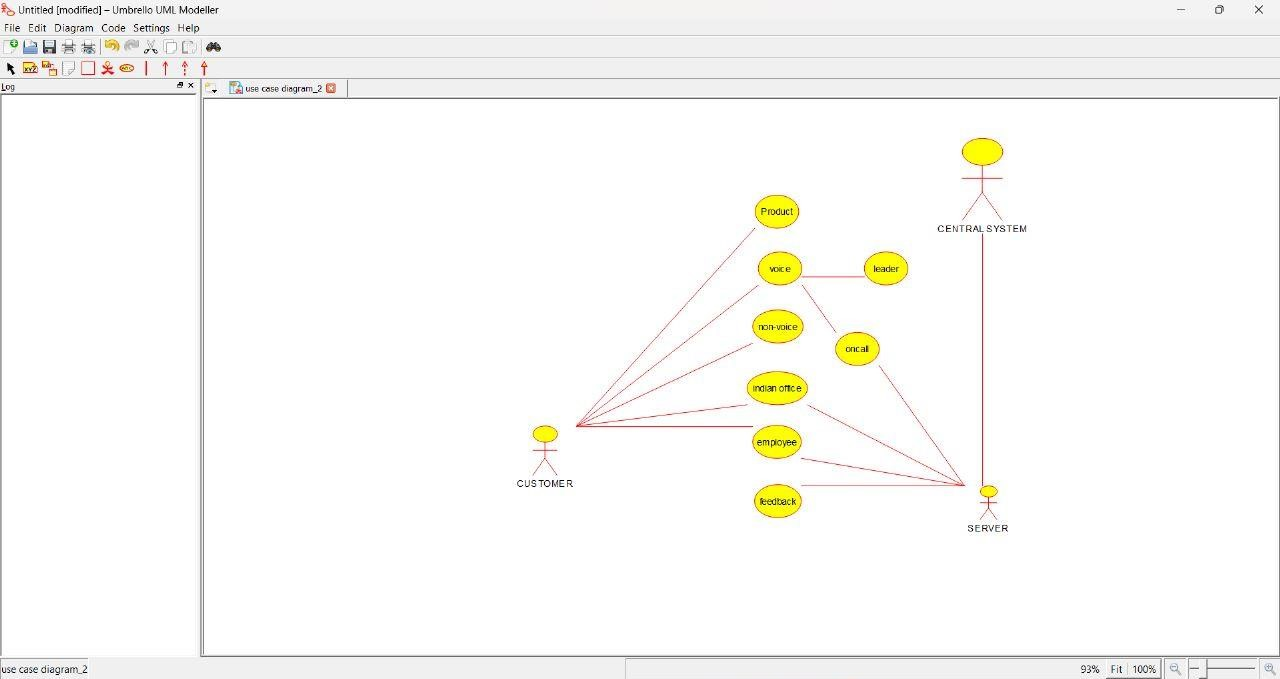 Untitled [modified] – Umbrello UML Modeller
File Edit Diagram Code Settings Help
Log
use case diagram_2
CENTRAL SYSTEM
Product
voice
leader
non-voice
oncall
indian office
employee
CUSTOMER
feedback
SERVER
use case diagram_2
93% Fit 100%